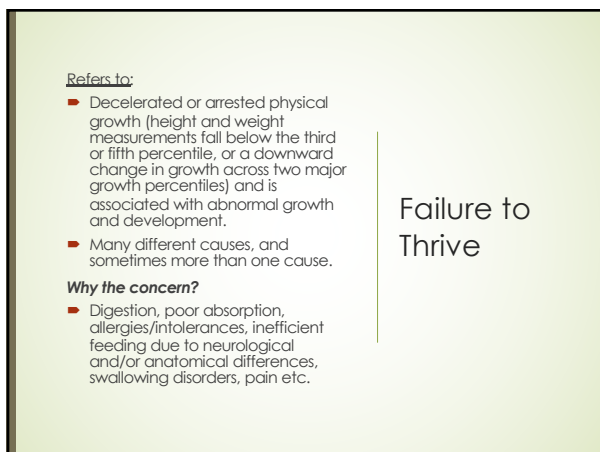 Refers to:
Decelerated or arrested physical
growth (height and weight
measurements fall below the third
or fifth percentile, or a downward
change in growth across two major
growth percentiles) and is
associated with abnormal growth
and development.
Many different causes, and
sometimes more than one cause.
Why the concern?
Digestion, poor absorption,
allergies/intolerances, inefficient
feeding due to neurological
and/or anatomical differences,
swallowing disorders, pain etc.
Failure to
Thrive